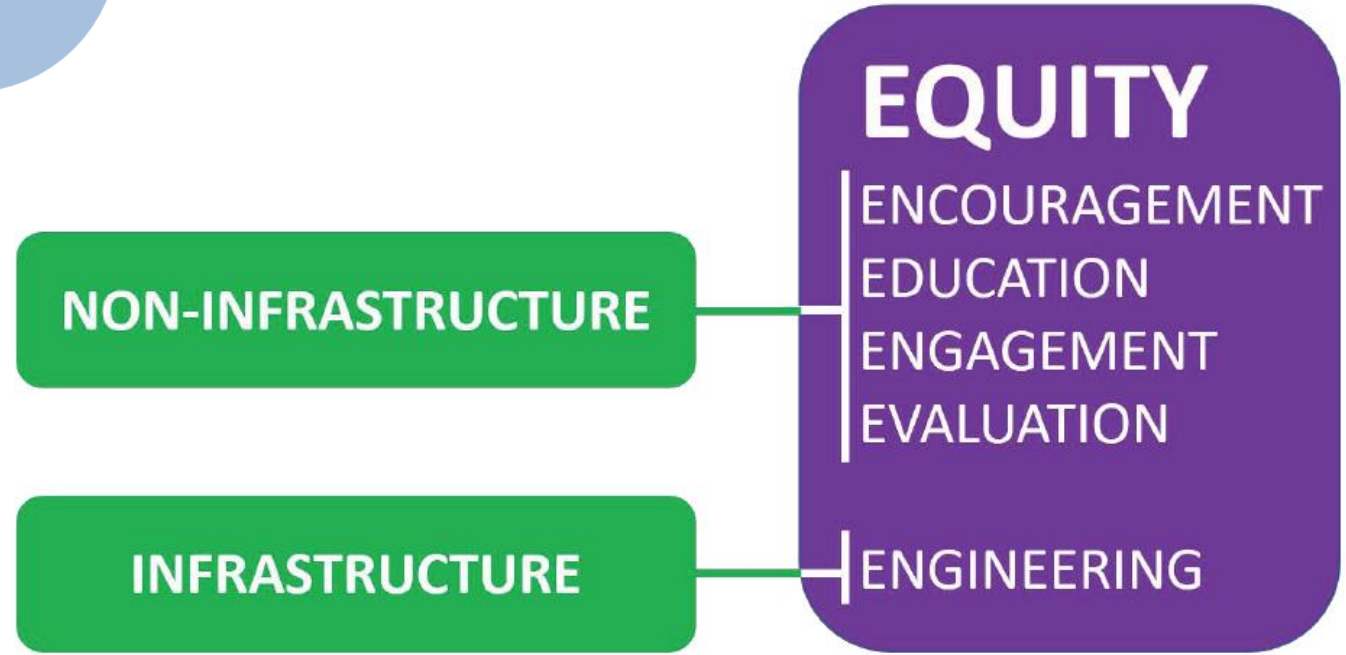 EQUITY
ENCOURAGEMENT
EDUCATION
ENGAGEMENT
EVALUATION
NON-INFRASTRUCTURE
INFRASTRUCTURE
ENGINEERING